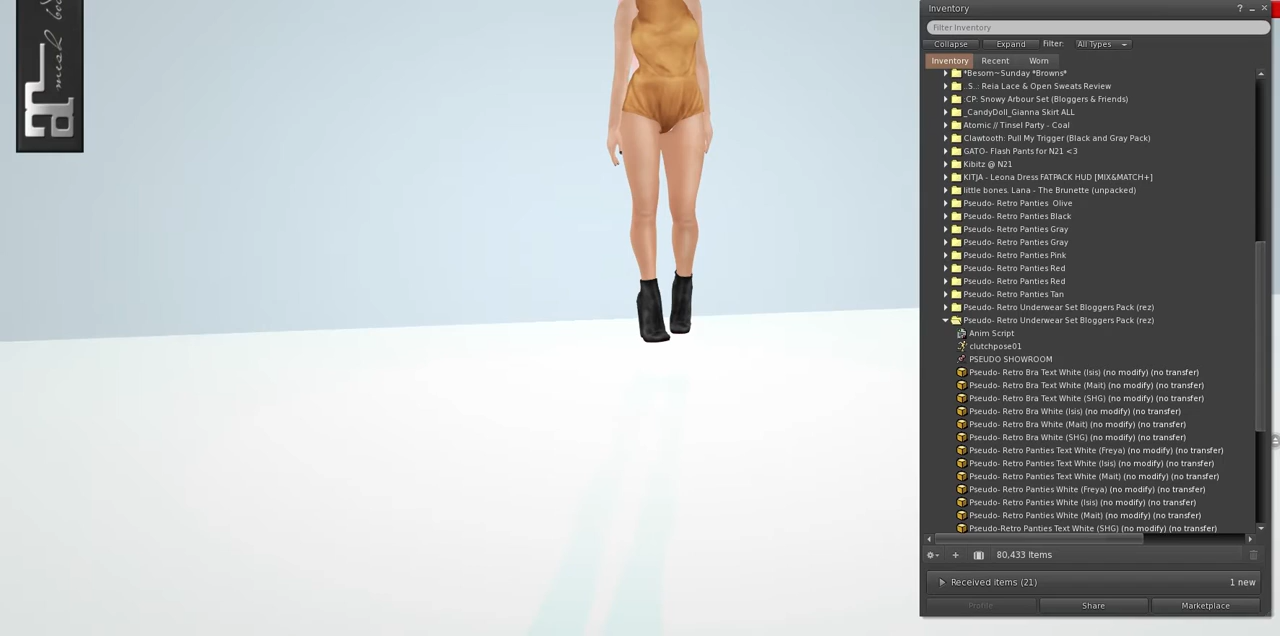 mesh
Inventory
?
Filter Inventory
Collapse
Expand
Filter:
All Types
Inventory
Recent
Worn
*Besom~Sunday *Browns*
..S..: Reia Lace & Open Sweats Review
:CP: Snowy Arbour Set (Bloggers & Friends)
_CandyDoll_Gianna Skirt ALL
Atomic // Tinsel Party - Coal
Clawtooth: Pull My Trigger (Black and Gray Pack)
GATO- Flash Pants for N21 <3
Kibitz @ N21
KITJA - Leona Dress FATPACK HUD [MIX&MATCH+]
little bones. Lana - The Brunette (unpacked)
Pseudo- Retro Panties  Olive
Pseudo- Retro Panties Black
Pseudo- Retro Panties Gray
Pseudo- Retro Panties Gray
Pseudo- Retro Panties Pink
Pseudo- Retro Panties Red
Pseudo- Retro Panties Red
Pseudo- Retro Panties Tan
Pseudo- Retro Underwear Set Bloggers Pack (rez)
Pseudo- Retro Underwear Set Bloggers Pack (rez)
Anim Script
clutchpose01
PSEUDO SHOWROOM
Pseudo- Retro Bra Text White (Isis) (no modify) (no transfer)
Pseudo- Retro Bra Text White (Mait) (no modify) (no transfer)
Pseudo- Retro Bra Text White (SHG) (no modify) (no transfer)
Pseudo- Retro Bra White (Isis) (no modify) (no transfer)
Pseudo- Retro Bra White (Mait) (no modify) (no transfer)
Pseudo- Retro Bra White (SHG) (no modify) (no transfer)
Pseudo- Retro Panties Text White (Freya) (no modify) (no transfer)
Pseudo- Retro Panties Text White (Isis) (no modify) (no transfer)
Pseudo- Retro Panties Text White (Mait) (no modify) (no transfer)
Pseudo- Retro Panties White (Freya) (no modify) (no transfer)
Pseudo- Retro Panties White (Isis) (no modify) (no transfer)
Pseudo- Retro Panties White (Mait) (no modify) (no transfer)
Pseudo-Retro Panties Text White (SHG) (no modify) (no transfer)
80,433 Items
Received Items (21)
1 new
Profile
Share
Marketplace